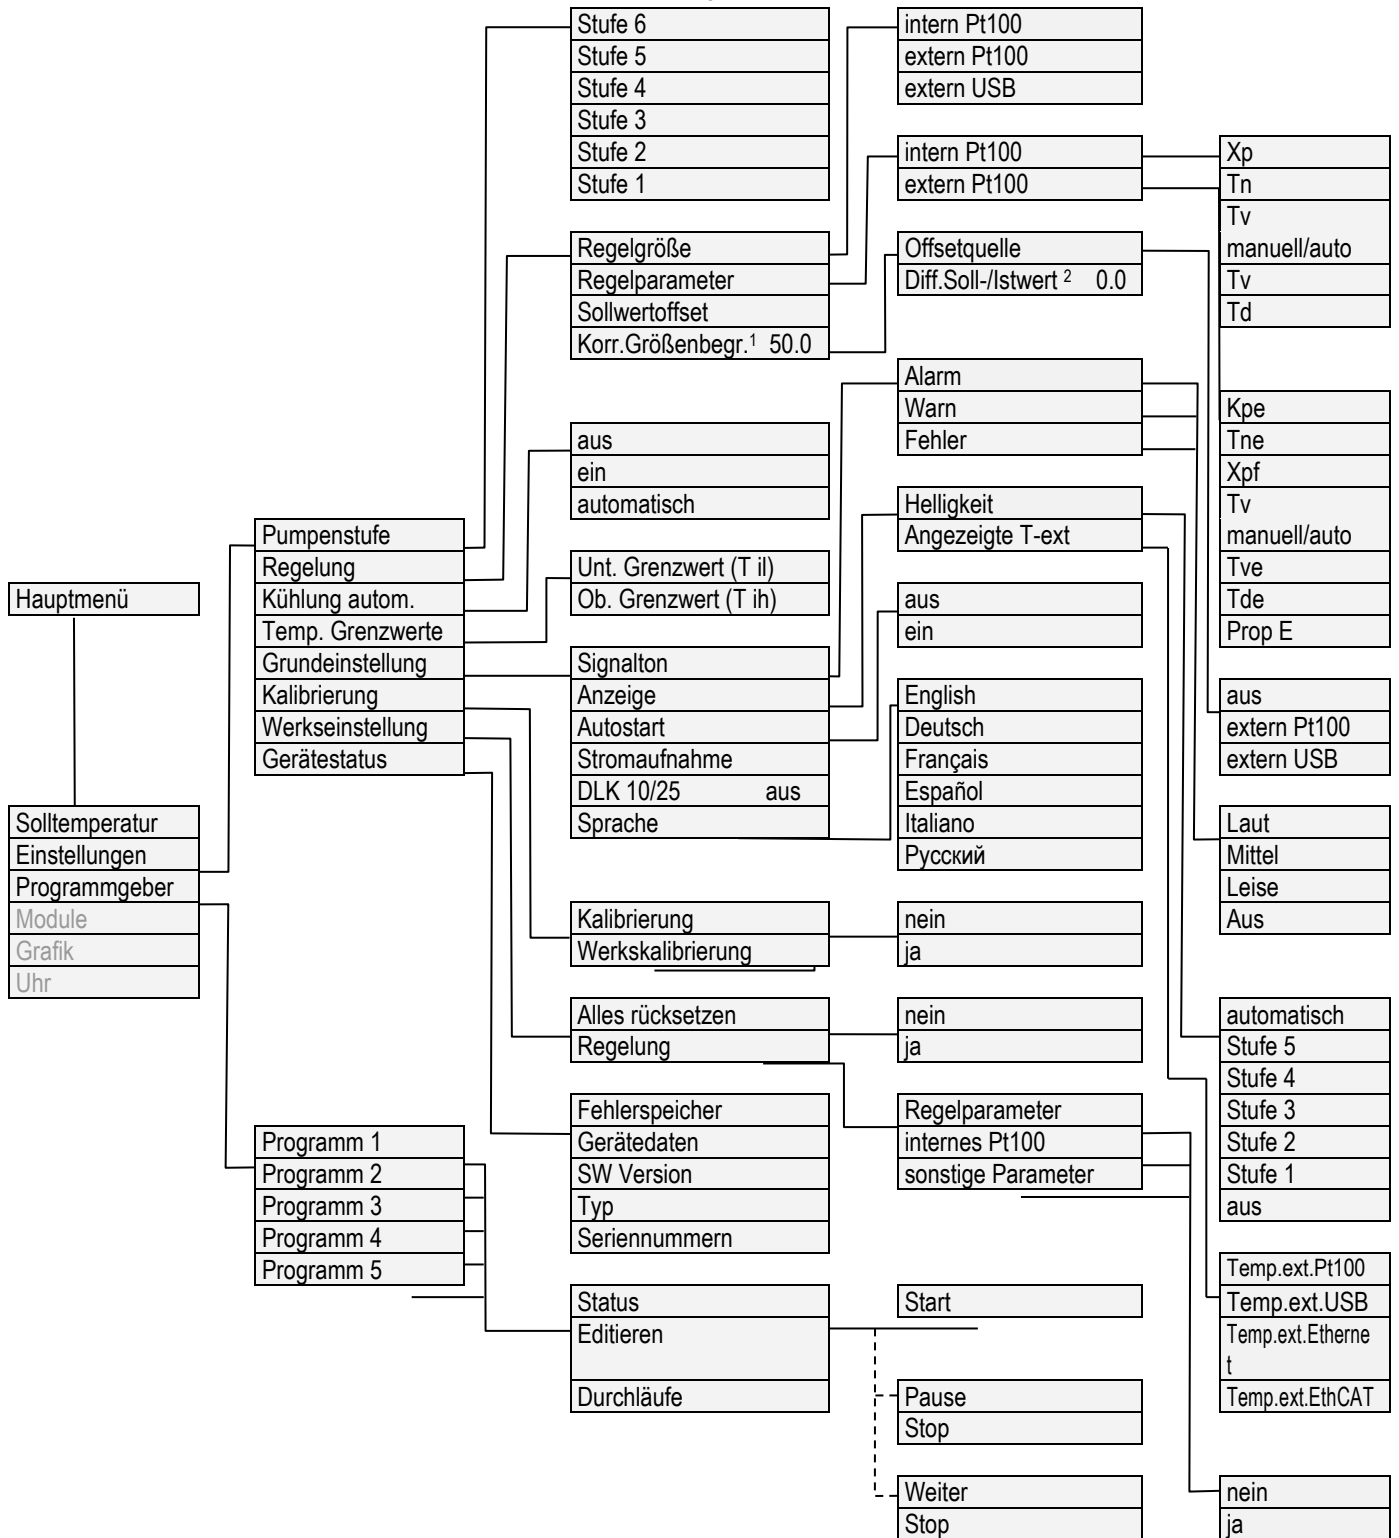 Hauptmenü
Solltemperatur
Einstellungen
Programmgeber
Module
Grafik
Uhr
Pumpenstufe
Regelung
Kühlung autom.
Temp. Grenzwerte
Grundeinstellung
Kalibrierung
Werkseinstellung
Gerätestatus
Programm 1
Programm 2
Programm 3
Programm 4
Programm 5
Stufe 6
Stufe 5
Stufe 4
Stufe 3
Stufe 2
Stufe 1
Regelgröße
Regelparameter
Sollwertoffset
Korr.Größenbegr.¹ 50.0
aus
ein
automatisch
Unt. Grenzwert (T il)
Ob. Grenzwert (T ih)
Signalton
Anzeige
Autostart
Stromaufnahme
DLK 10/25 aus
Sprache
Kalibrierung
Werkskalibrierung
Alles rücksetzen
Regelung
Fehlerspeicher
Gerätedaten
SW Version
Typ
Seriennummern
Status
Editieren
Durchläufe
intern Pt100
extern Pt100
extern USB
intern Pt100
extern Pt100
Offsetquelle
Diff.Soll-/Istwert ² 0.0
Alarm
Warn
Fehler
Helligkeit
Angezeigte T-ext
aus
ein
English
Deutsch
Français
Español
Italiano
Русский
nein
ja
nein
ja
Regelparameter
internes Pt100
sonstige Parameter
Start
Pause
Stop
Weiter
Stop
Xp
Tn
Tv
manuell/auto
Tv
Td
Kpe
Tne
Xpf
Tv
manuell/auto
Tve
Tde
Prop E
aus
extern Pt100
extern USB
Laut
Mittel
Leise
Aus
automatisch
Stufe 5
Stufe 4
Stufe 3
Stufe 2
Stufe 1
aus
Temp.ext.Pt100
Temp.ext.USB
Temp.ext.Etherne
t
Temp.ext.EthCAT
nein
ja